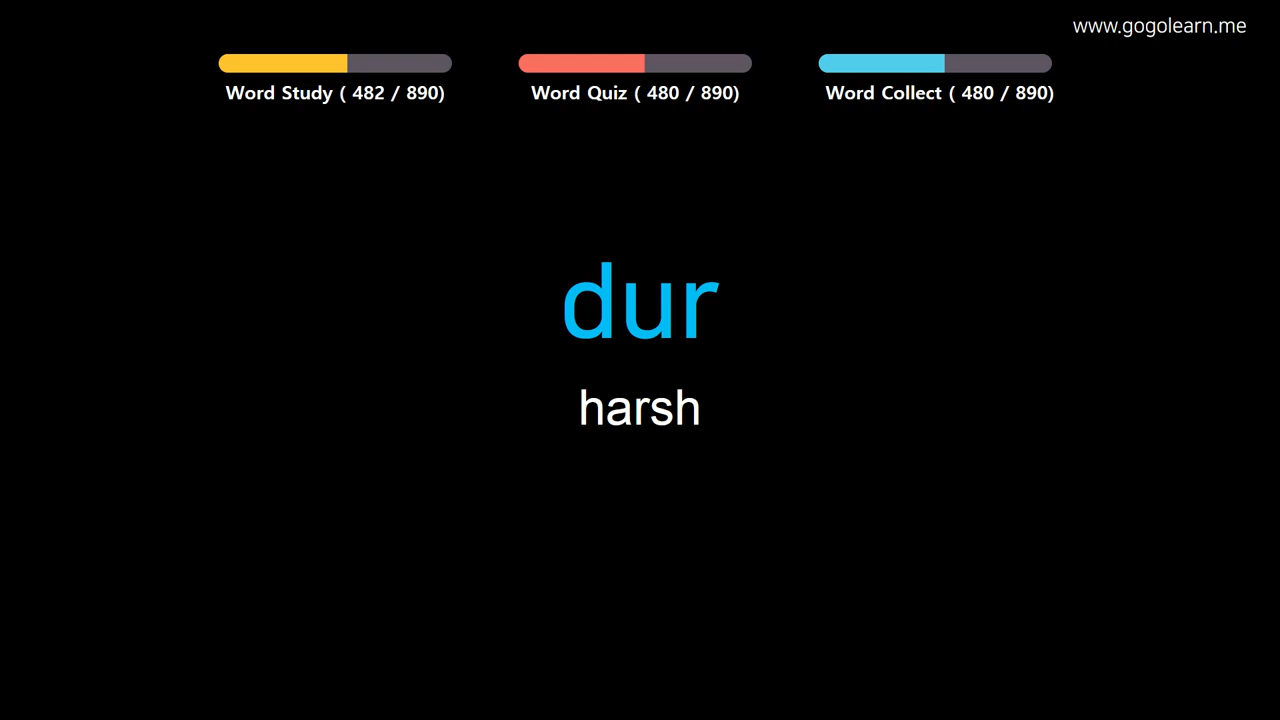 www.gogolearn.me
Word Study ( 482 / 890)
Word Quiz ( 480 / 890)
Word Collect ( 480 / 890)
dur
harsh